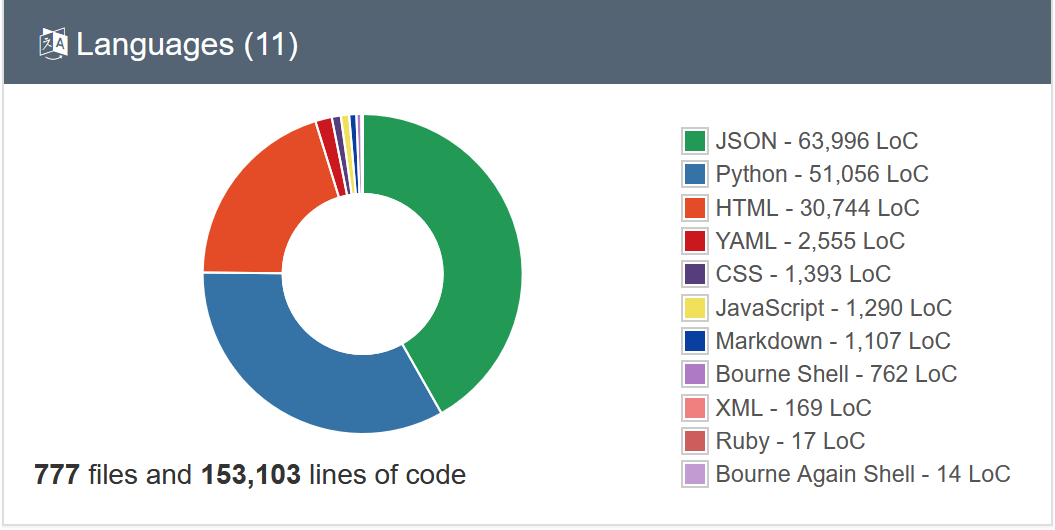 Languages (11)
JSON - 63,996 LoC
Python - 51,056 LoC
HTML - 30,744 LoC
YAML - 2,555 LoC
CSS - 1,393 LoC
JavaScript - 1,290 LoC
Markdown - 1,107 LoC
Bourne Shell - 762 LoC
XML - 169 LoC
Ruby - 17 LoC
Bourne Again Shell - 14 LoC
777 files and 153,103 lines of code